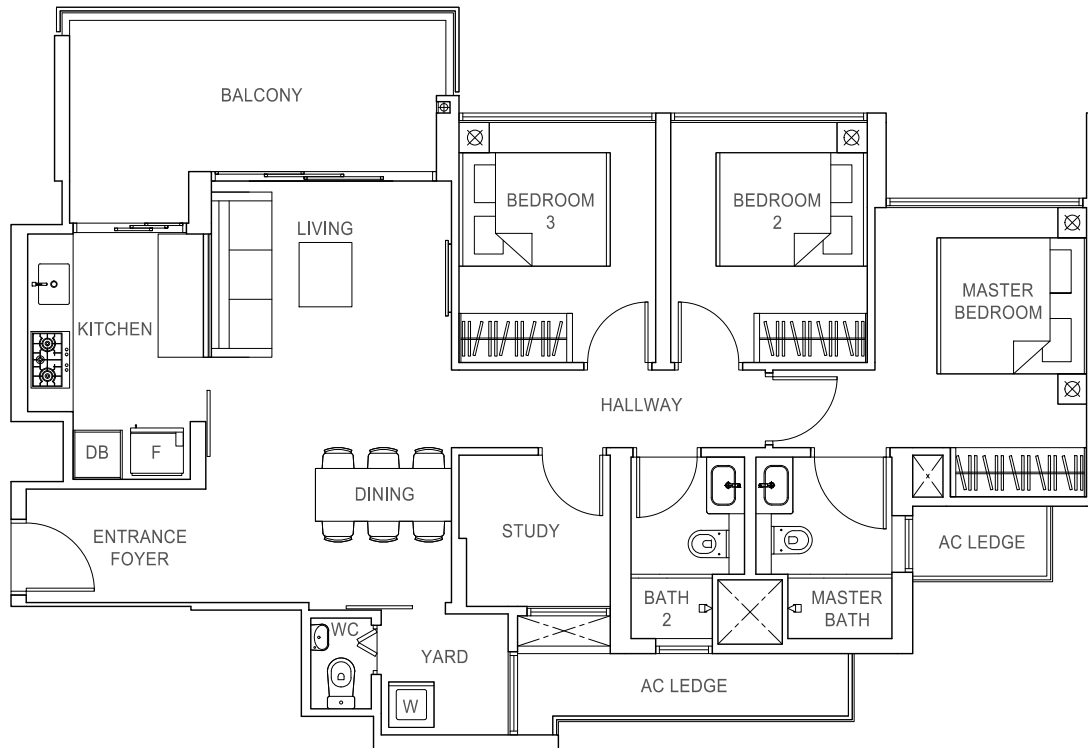 BALCONY
BEDROOM
3
BEDROOM
2
LIVING
MASTER
BEDROOM
KITCHEN
HALLWAY
DB
F
DINING
ENTRANCE
FOYER
STUDY
AC LEDGE
BATH
2
MASTER
BATH
WC
YARD
AC LEDGE
W